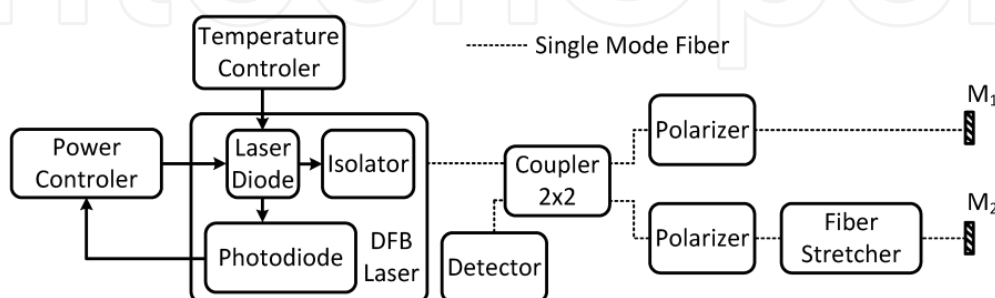 Temperature
Controler
Single Mode Fiber
M1
Polarizer
Power
Controler
Laser
Diode
Isolator
Coupler
2x2
M2
Photodiode
DFB
Laser
Detector
Polarizer
Fiber
Stretcher